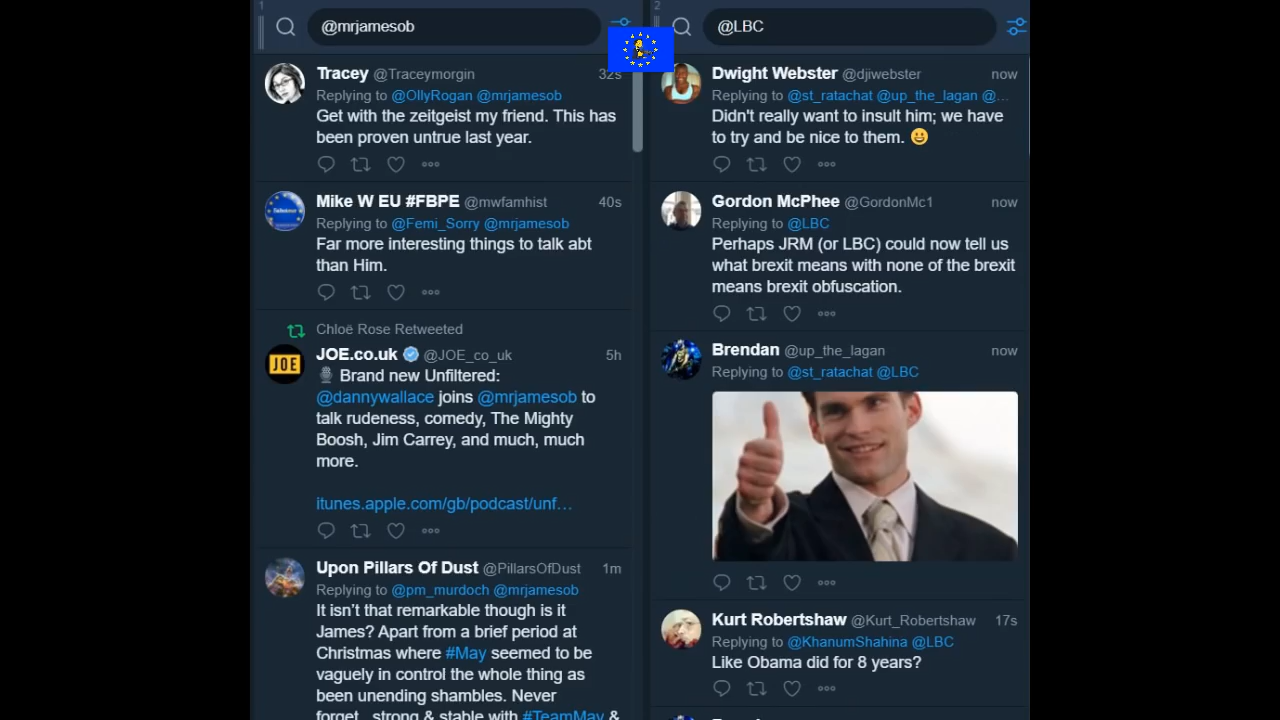 1
@mrjamesob
Tracey @Traceymorgin 32s
Replying to @OllyRogan @mrjamesob
Get with the zeitgeist my friend. This has
been proven untrue last year.
Mike W EU #FBPE @mwfamhist 40s
Replying to @Femi_Sorry @mrjamesob
Far more interesting things to talk abt
than Him.
Chloë Rose Retweeted
JOE
JOE.co.uk @JOE_co_uk 5h
Brand new Unfiltered:
@dannywallace joins @mrjamesob to
talk rudeness, comedy, The Mighty
Boosh, Jim Carrey, and much, much
more.
itunes.apple.com/gb/podcast/unf…
Upon Pillars Of Dust @PillarsOfDust 1m
Replying to @pm_murdoch @mrjamesob
It isn't that remarkable though is it
James? Apart from a brief period at
Christmas where #May seemed to be
vaguely in control the whole thing as
been unending shambles. Never
forget.. strong & stable with #TeamMay &
2
@LBC
Dwight Webster @djiwebster now
Replying to @st_ratachat @up_the_lagan @…
Didn't really want to insult him; we have
to try and be nice to them. 😀
Gordon McPhee @GordonMc1 now
Replying to @LBC
Perhaps JRM (or LBC) could now tell us
what brexit means with none of the brexit
means brexit obfuscation.
Brendan @up_the_lagan now
Replying to @st_ratachat @LBC
Kurt Robertshaw @Kurt_Robertshaw 17s
Replying to @KhanumShahina @LBC
Like Obama did for 8 years?